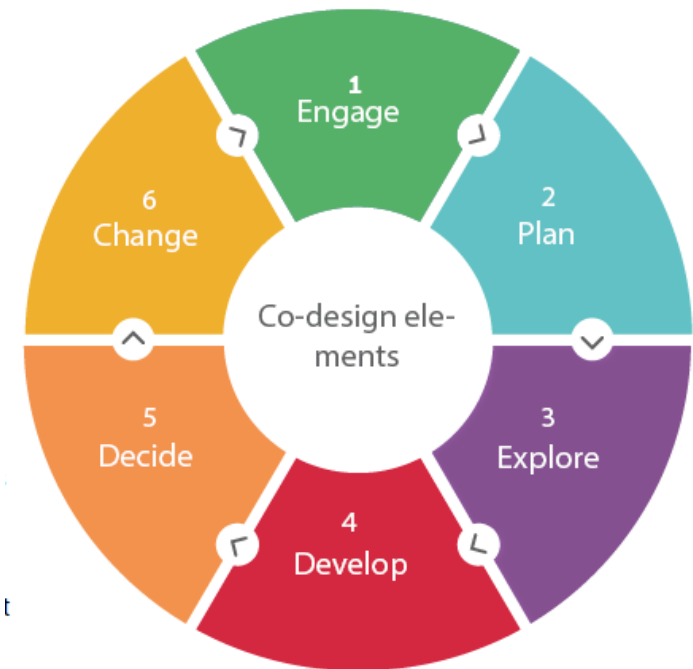 1
Engage
2
Plan
3
Explore
4
Develop
5
Decide
6
Change
Co-design ele-
ments
t